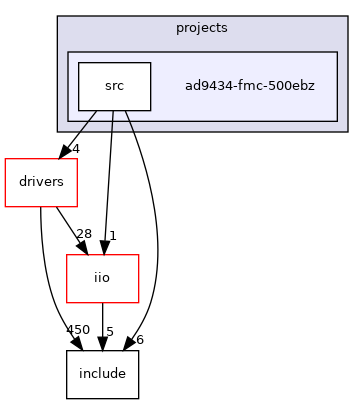 projects
src
ad9434-fmc-500ebz
4
drivers
28
1
iio
450
5
6
include